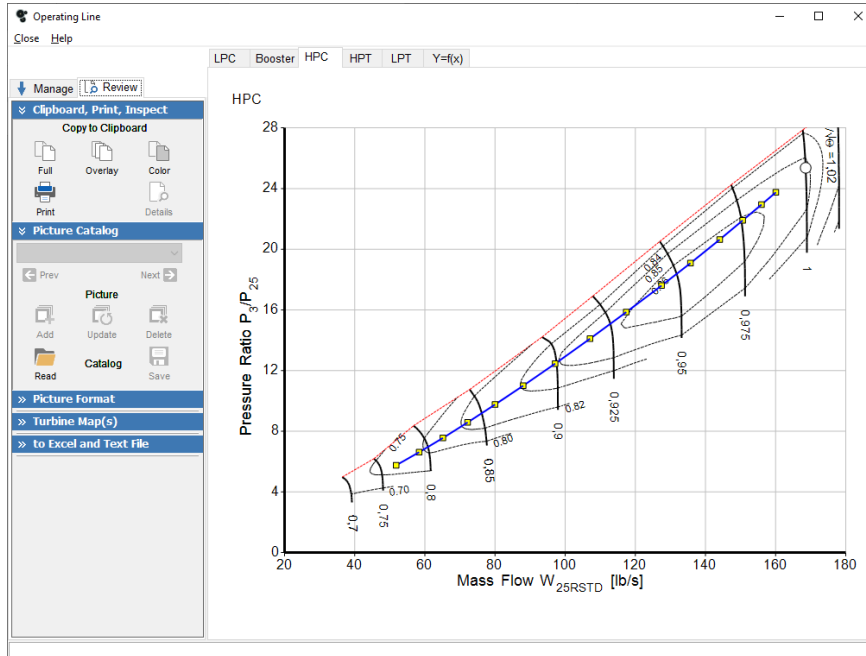 Operating Line
Close Help
LPC Booster HPC HPT LPT Y=f(x)
Manage Review
Clipboard, Print, Inspect
Copy to Clipboard
Full Overlay Color
Print Details
Picture Catalog
Prev Next
Picture
Add Update Delete
Read Catalog Save
Picture Format
Turbine Map(s)
to Excel and Text File
HPC
Pressure Ratio P3/P25
28
24
20
16
12
8
4
0
20 40 60 80 100 120 140 160 180
Mass Flow W25RSTD [lb/s]
/√Θ =1,02
1
0,975
0,95
0,925
0,9
0,85
0,8
0,75
0,7
0.84
0.85
0.82
0.80
0.75
0.70